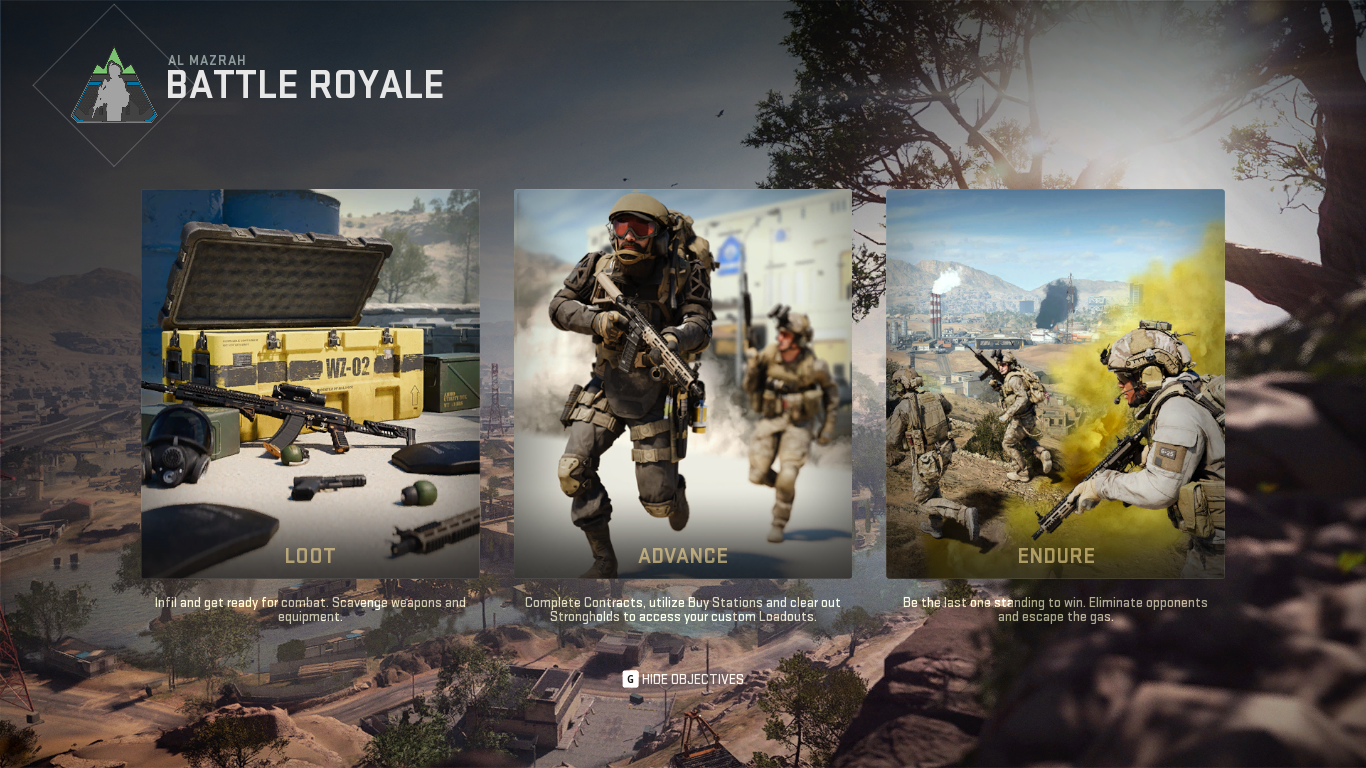 AL MAZRAH
BATTLE ROYALE
WZ-02
LOOT
ADVANCE
ENDURE
Infil and get ready for combat. Scavenge weapons and
equipment.
Complete Contracts, utilize Buy Stations and clear out
Strongholds to access your custom Loadouts.
Be the last one standing to win. Eliminate opponents
and escape the gas.
G HIDE OBJECTIVES